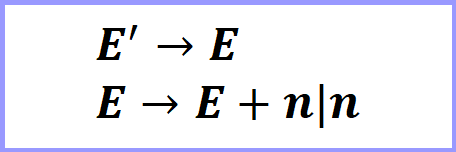 E′ → E
E → E + n|n